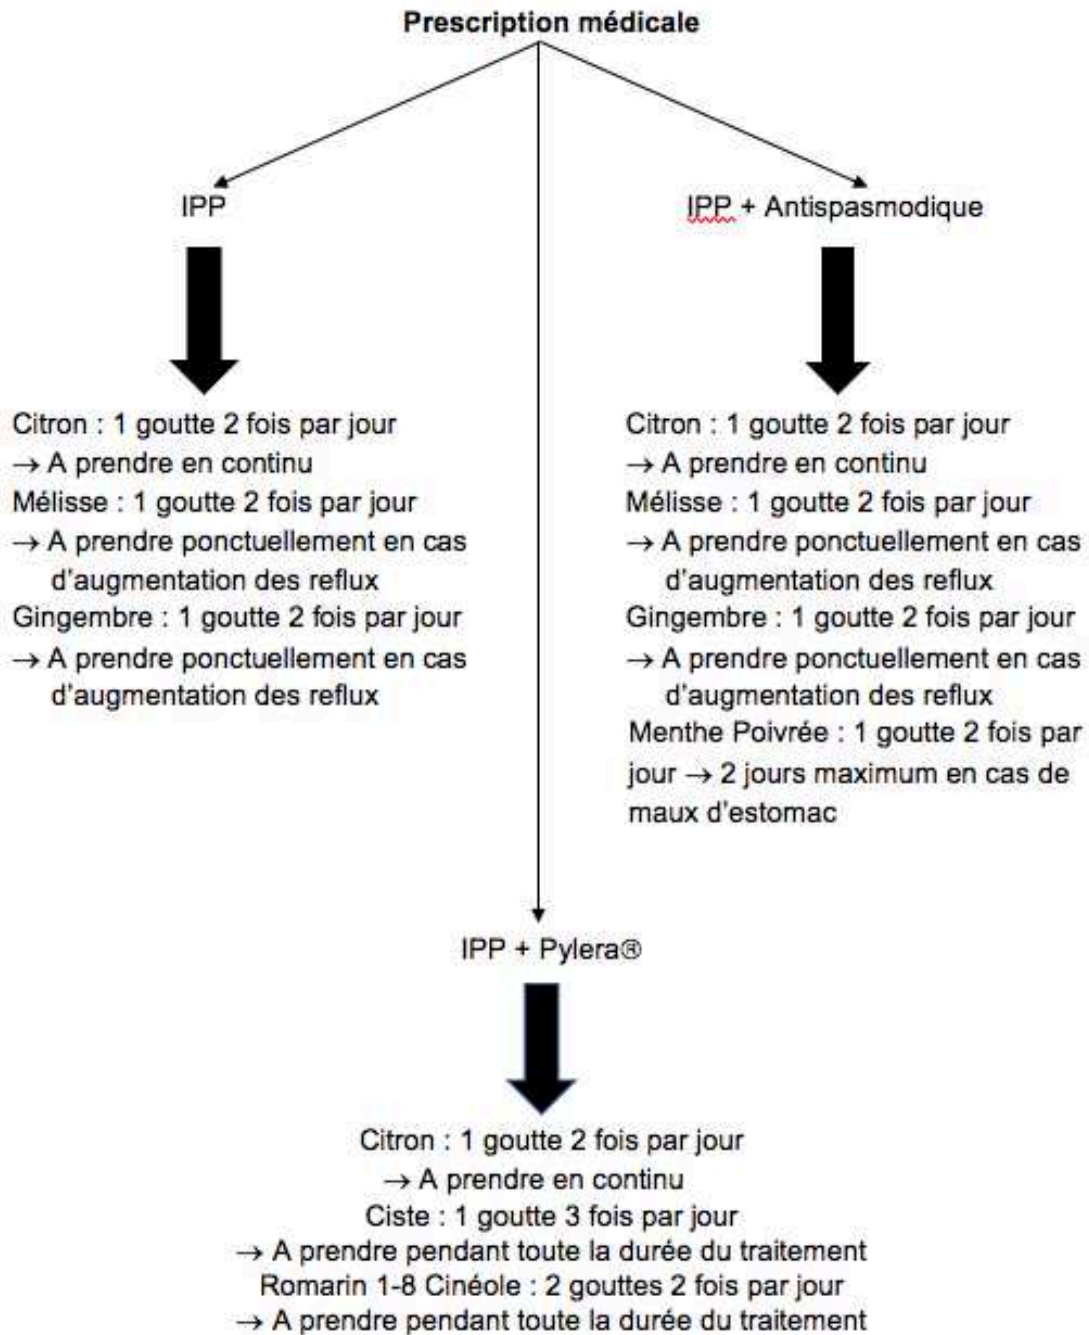 Prescription médicale
IPP
Citron : 1 goutte 2 fois par jour
→ A prendre en continu
Mélisse : 1 goutte 2 fois par jour
→ A prendre ponctuellement en cas
d'augmentation des reflux
Gingembre : 1 goutte 2 fois par jour
→ A prendre ponctuellement en cas
d'augmentation des reflux
IPP + Antispasmodique
Citron : 1 goutte 2 fois par jour
→ A prendre en continu
Mélisse : 1 goutte 2 fois par jour
→ A prendre ponctuellement en cas
d'augmentation des reflux
Gingembre : 1 goutte 2 fois par jour
→ A prendre ponctuellement en cas
d'augmentation des reflux
Menthe Poivrée : 1 goutte 2 fois par
jour → 2 jours maximum en cas de
maux d'estomac
IPP + Pylera®
Citron : 1 goutte 2 fois par jour
→ A prendre en continu
Ciste : 1 goutte 3 fois par jour
→ A prendre pendant toute la durée du traitement
Romarin 1-8 Cinéole : 2 gouttes 2 fois par jour
→ A prendre pendant toute la durée du traitement